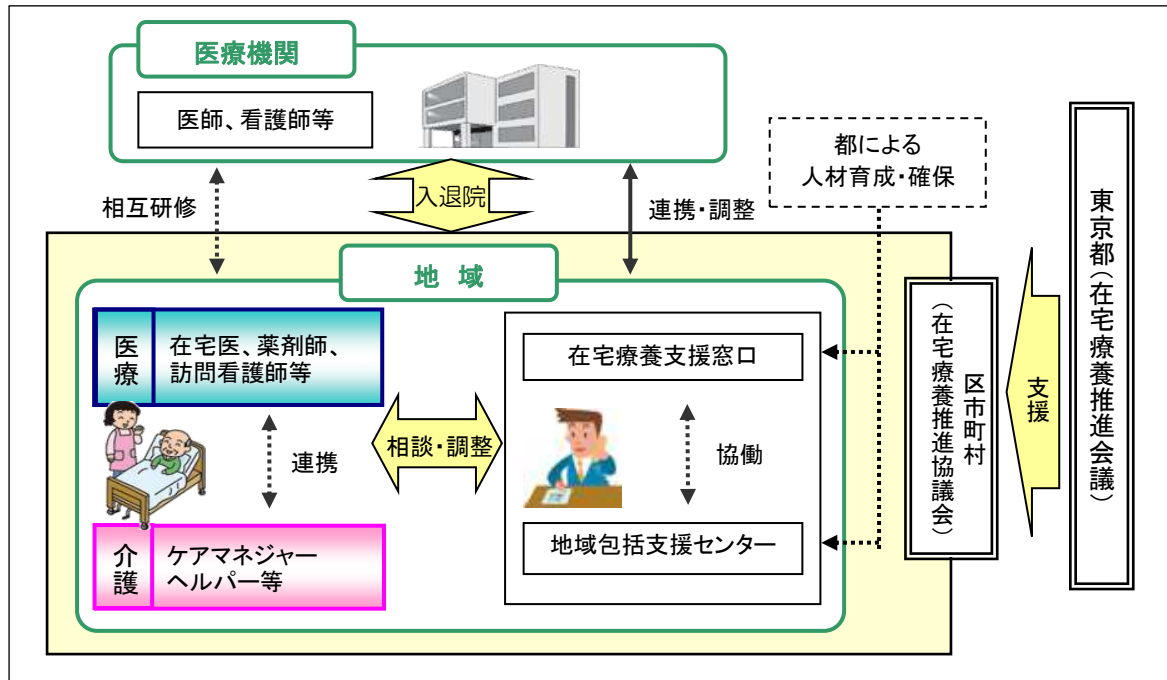 医療機関
医師、看護師等
都による
人材育成・確保
相互研修
入退院
連携・調整
地 域
医療
在宅医、薬剤師、
訪問看護師等
連携
介護
ケアマネジャー
ヘルパー等
相談・調整
在宅療養支援窓口
協働
地域包括支援センター
区市町村
（在宅療養推進協議会）
支援
東京都（在宅療養推進会議）